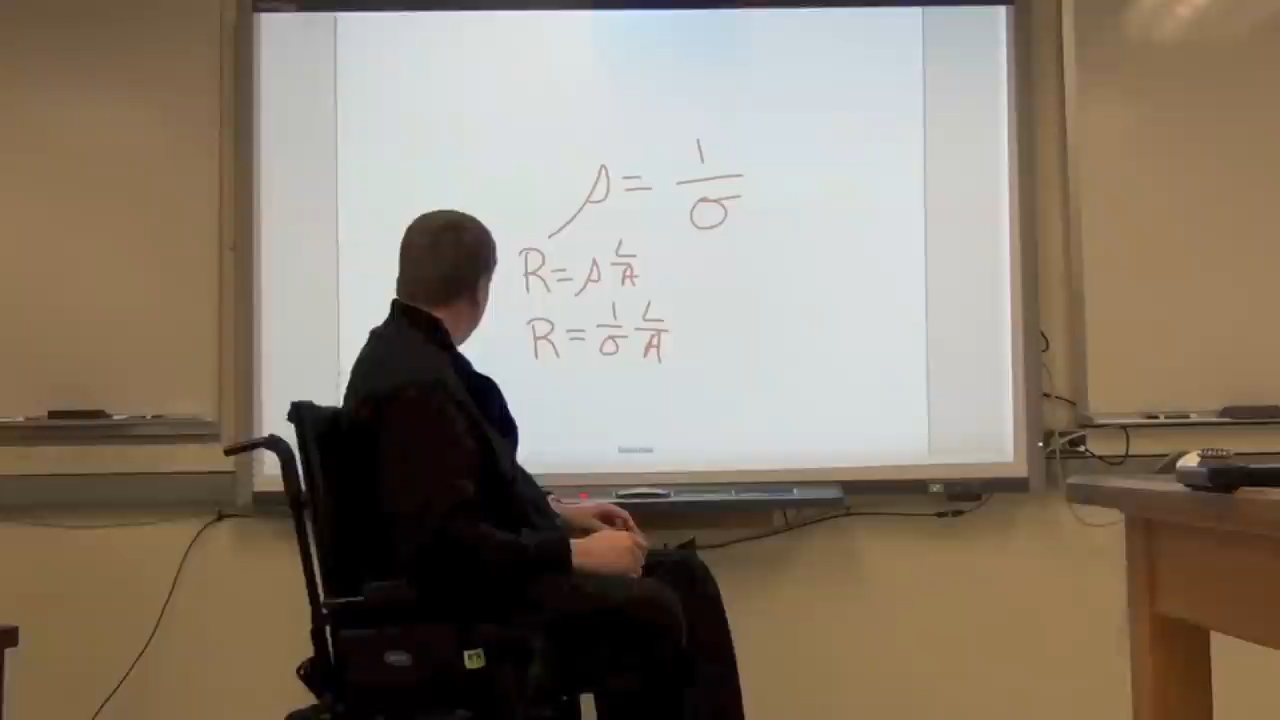 ρ = 1/σ
R = ρ L/A
R = 1/σ L/A